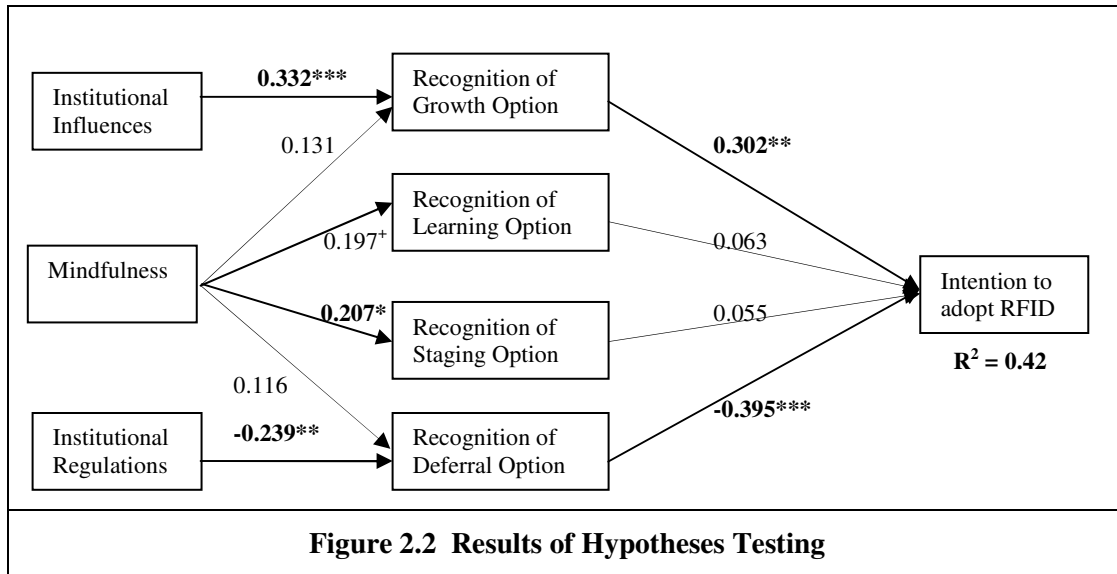 Institutional
Influences
0.332***
Recognition of
Growth Option
0.131
0.302**
Recognition of
Learning Option
0.197⁺
0.063
Mindfulness
Intention to
adopt RFID
0.207*
Recognition of
Staging Option
0.055
R² = 0.42
0.116
-0.395***
Institutional
Regulations
-0.239**
Recognition of
Deferral Option
Figure 2.2 Results of Hypotheses Testing